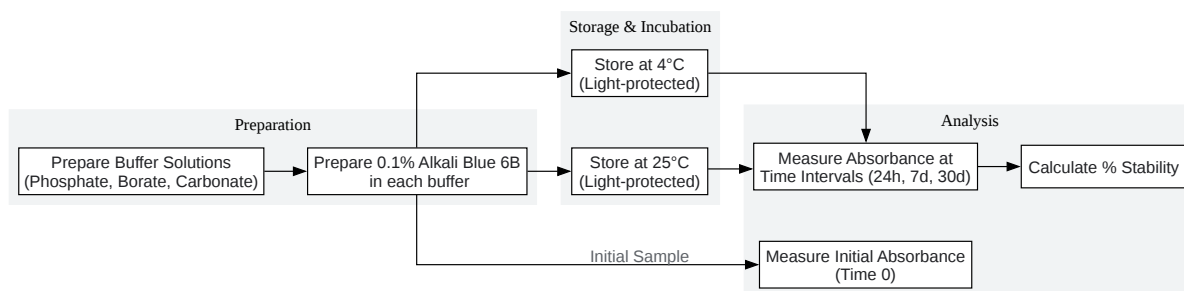 Storage & Incubation
Store at 4°C
(Light-protected)
Preparation
Analysis
Prepare Buffer Solutions
(Phosphate, Borate, Carbonate)
Prepare 0.1% Alkali Blue 6B
in each buffer
Store at 25°C
(Light-protected)
Measure Absorbance at
Time Intervals (24h, 7d, 30d)
Calculate % Stability
Initial Sample
Measure Initial Absorbance
(Time 0)